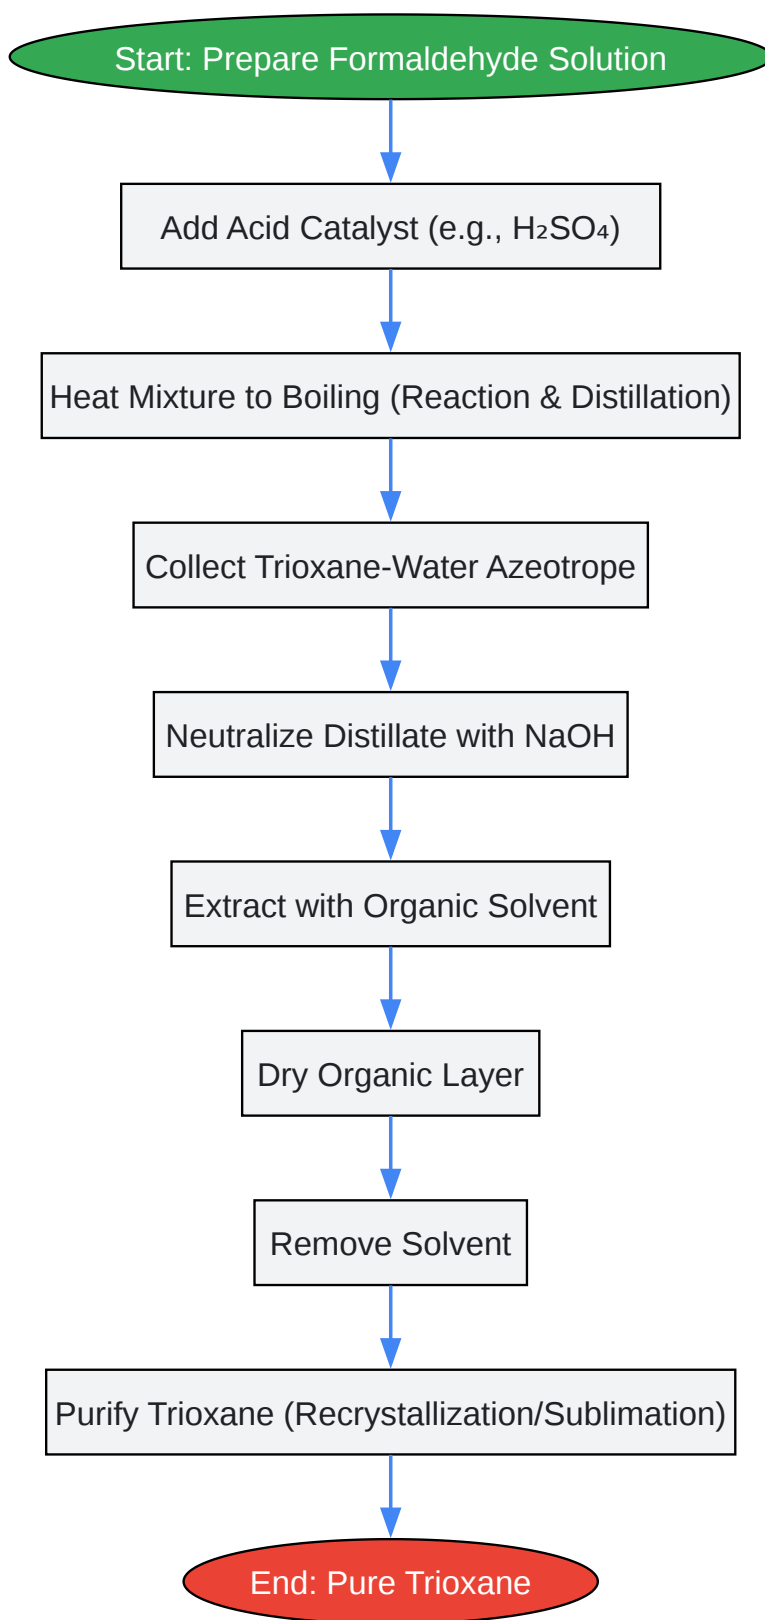 Start: Prepare Formaldehyde Solution
Add Acid Catalyst (e.g., H₂SO₄)
Heat Mixture to Boiling (Reaction & Distillation)
Collect Trioxane-Water Azeotrope
Neutralize Distillate with NaOH
Extract with Organic Solvent
Dry Organic Layer
Remove Solvent
Purify Trioxane (Recrystallization/Sublimation)
End: Pure Trioxane